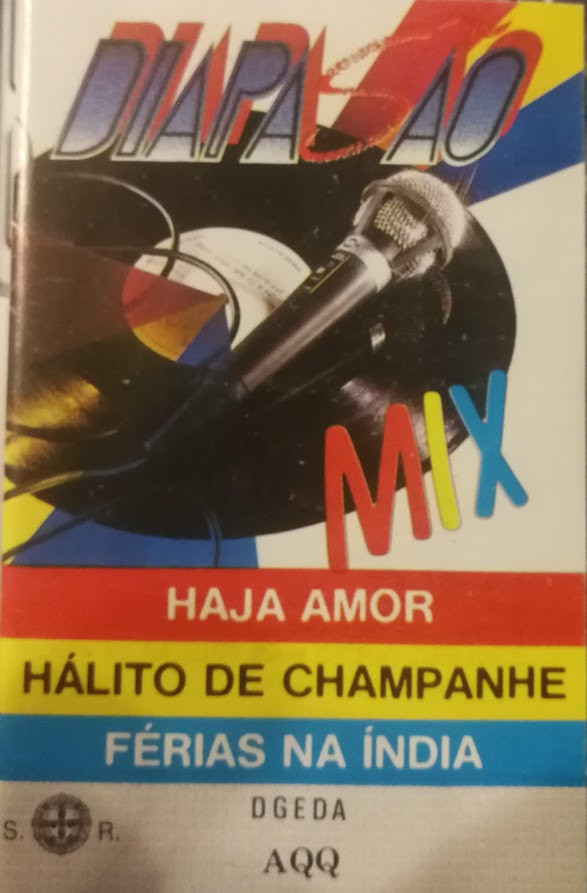 DIAPASÃO
MIX
HAJA AMOR
HÁLITO DE CHAMPANHE
FÉRIAS NA ÍNDIA
DGEDA
S. R.
AQQ